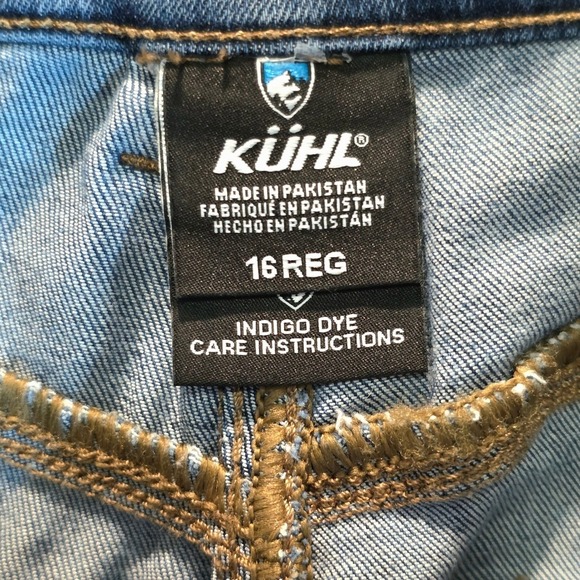 KÜHL®
MADE IN PAKISTAN
FABRIQUÉ EN PAKISTAN
HECHO EN PAKISTÁN
16 REG
INDIGO DYE
CARE INSTRUCTIONS